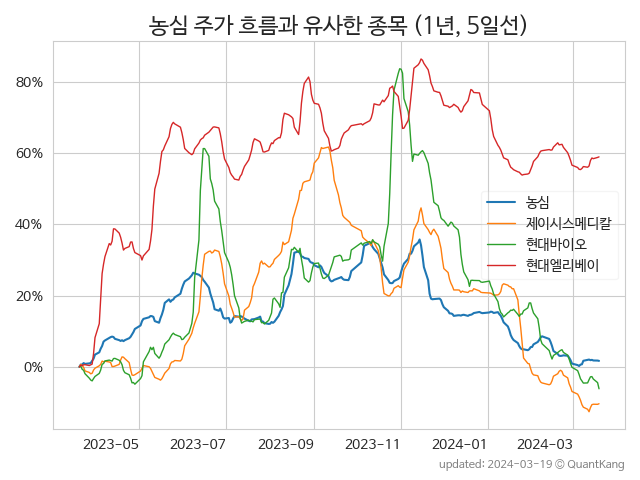 농심 주가 흐름과 유사한 종목 (1년, 5일선)
80%
60%
40%
20%
0%
농심
제이시스메디칼
현대바이오
현대엘리베이
2023-05 2023-07 2023-09 2023-11 2024-01 2024-03
updated: 2024-03-19 © QuantKang